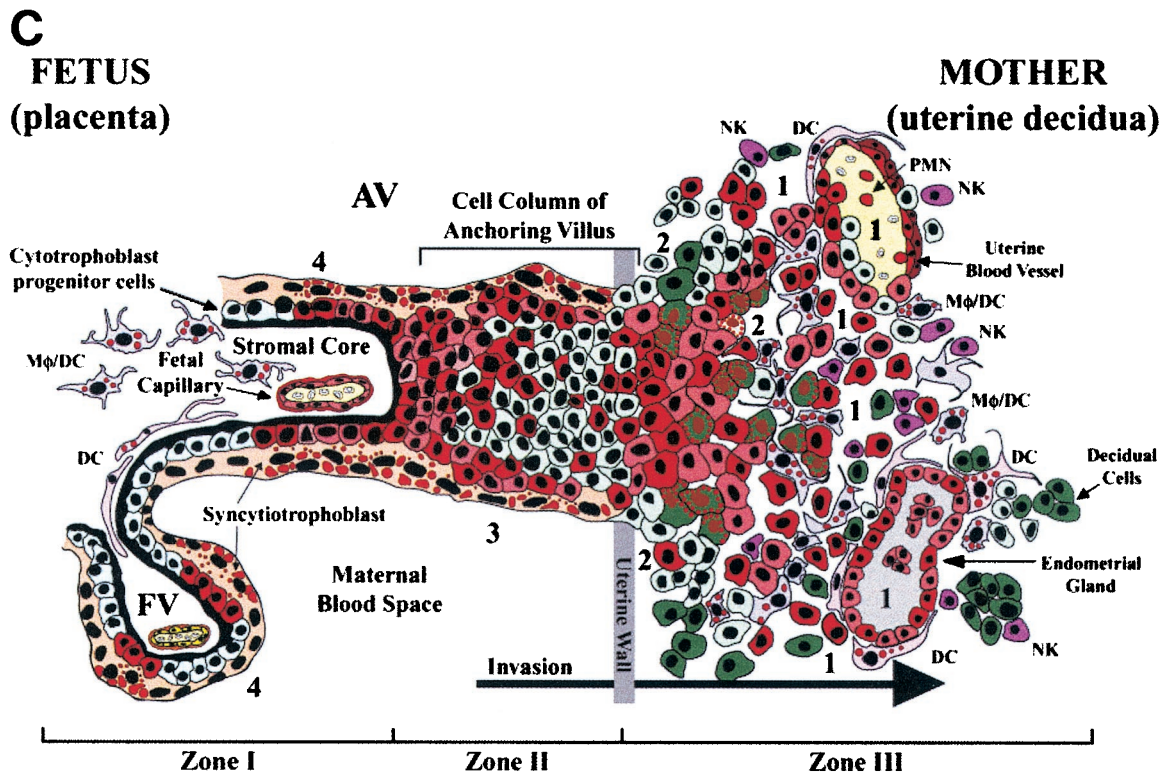 C
FETUS
(placenta)
MOTHER
(uterine decidua)
AV
Cell Column of
Anchoring Villus
NK
DC
PMN
NK
1
1
Uterine
Blood Vessel
2
4
Cytotrophoblast
progenitor cells
Stromal Core
Mϕ/DC
Fetal
Capillary
Mϕ/DC
NK
2
1
1
Mϕ/DC
DC
DC
Decidual
Cells
Syncytiotrophoblast
3
2
Uterine Wall
Endometrial
Gland
Maternal
Blood Space
FV
1
NK
4
Invasion
1
DC
Zone I
Zone II
Zone III